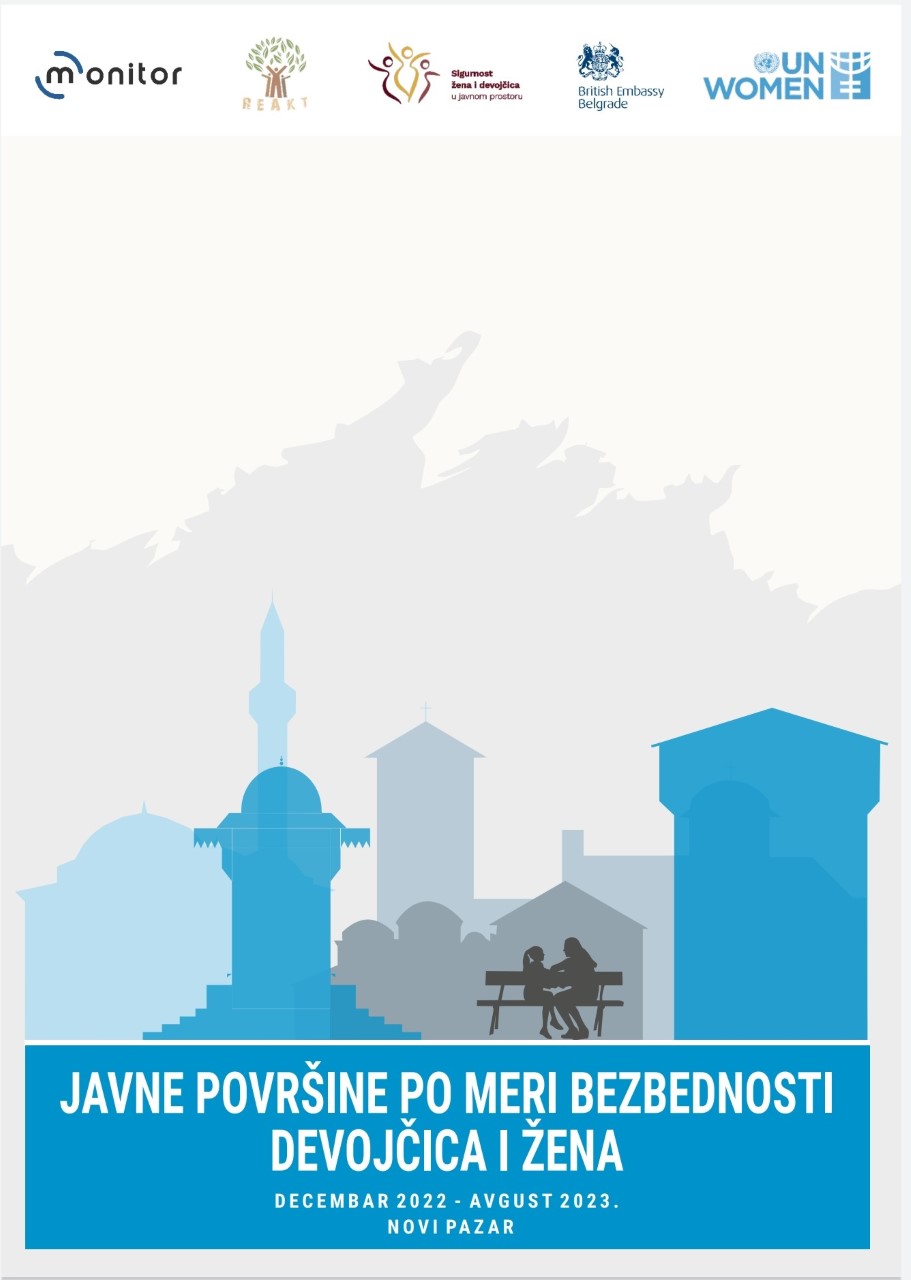 monitor
REAKT
Sigurnost
žena i devojčica
u javnom prostoru
British Embassy
Belgrade
UN
WOMEN
JAVNE POVRŠINE PO MERI BEZBEDNOSTI
DEVOJČICA I ŽENA
DECEMBAR 2022 - AVGUST 2023.
NOVI PAZAR